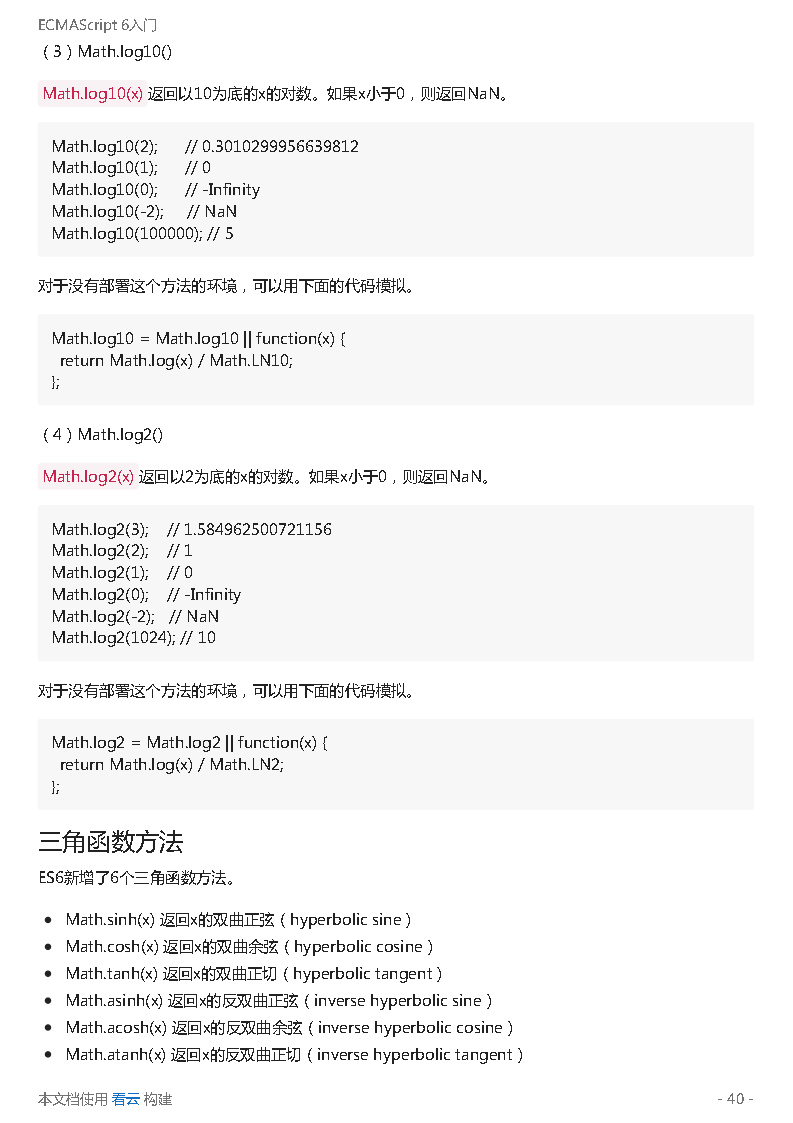 ECMAScript 6入门
（3）Math.log10()
Math.log10(x) 返回以10为底的x的对数。如果x小于0，则返回NaN。
Math.log10(2);      // 0.3010299956639812
Math.log10(1);      // 0
Math.log10(0);      // -Infinity
Math.log10(-2);     // NaN
Math.log10(100000); // 5
对于没有部署这个方法的环境，可以用下面的代码模拟。
Math.log10 = Math.log10 || function(x) {
  return Math.log(x) / Math.LN10;
};
（4）Math.log2()
Math.log2(x) 返回以2为底的x的对数。如果x小于0，则返回NaN。
Math.log2(3);    // 1.584962500721156
Math.log2(2);    // 1
Math.log2(1);    // 0
Math.log2(0);    // -Infinity
Math.log2(-2);   // NaN
Math.log2(1024); // 10
对于没有部署这个方法的环境，可以用下面的代码模拟。
Math.log2 = Math.log2 || function(x) {
  return Math.log(x) / Math.LN2;
};
三角函数方法
ES6新增了6个三角函数方法。
• Math.sinh(x) 返回x的双曲正弦（hyperbolic sine）
• Math.cosh(x) 返回x的双曲余弦（hyperbolic cosine）
• Math.tanh(x) 返回x的双曲正切（hyperbolic tangent）
• Math.asinh(x) 返回x的反双曲正弦（inverse hyperbolic sine）
• Math.acosh(x) 返回x的反双曲余弦（inverse hyperbolic cosine）
• Math.atanh(x) 返回x的反双曲正切（inverse hyperbolic tangent）
本文档使用 看云 构建 - 40 -